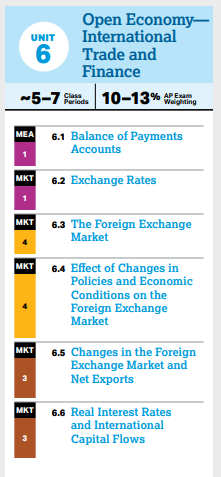 UNIT
6
Open Economy—
International
Trade and
Finance
~5–7 Class
Periods
10–13% AP Exam
Weighting
MEA
1
6.1 Balance of Payments
Accounts
MKT
1
6.2 Exchange Rates
MKT
4
6.3 The Foreign Exchange
Market
MKT
4
6.4 Effect of Changes in
Policies and Economic
Conditions on the
Foreign Exchange
Market
MKT
3
6.5 Changes in the Foreign
Exchange Market and
Net Exports
MKT
3
6.6 Real Interest Rates
and International
Capital Flows